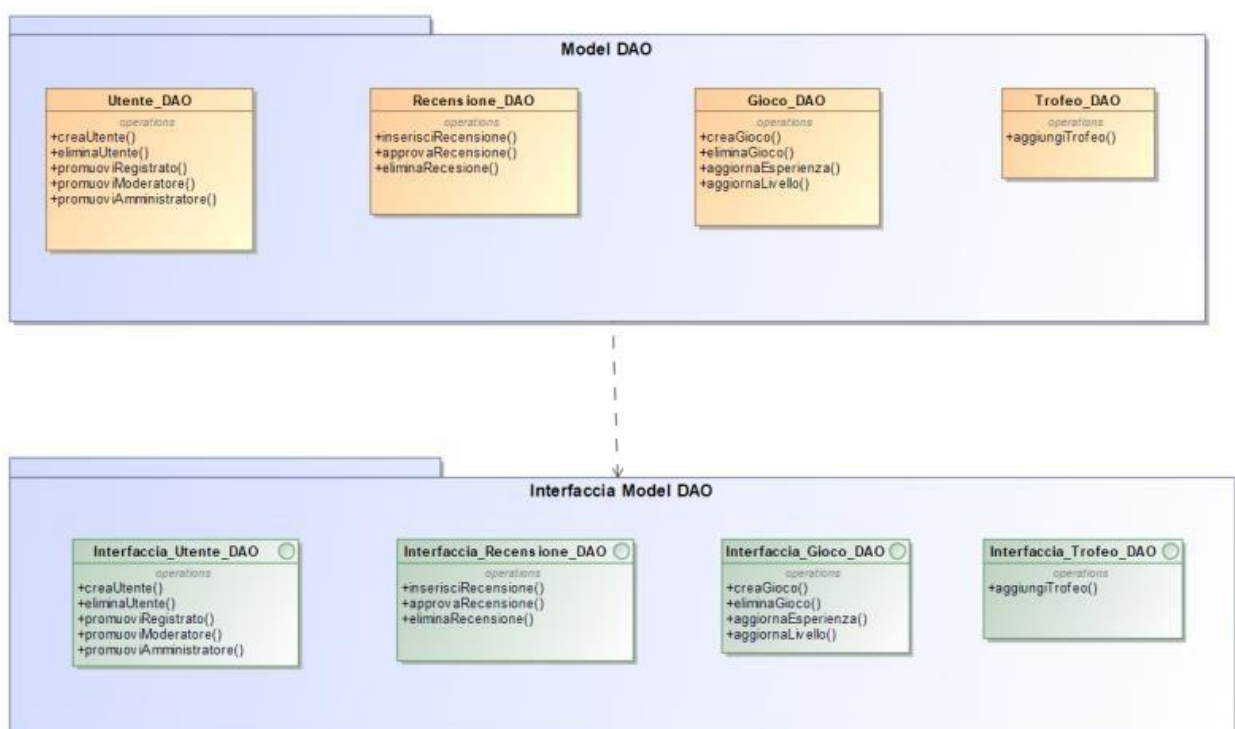 Model DAO
Utente_DAO
operations
+creaUtente()
+eliminaUtente()
+promuoviRegistrato()
+promuoviModeratore()
+promuoviAmministratore()
Recensione_DAO
operations
+inserisciRecensione()
+approvaRecensione()
+eliminaRecesione()
Gioco_DAO
operations
+creaGioco()
+eliminaGioco()
+aggiornaEsperienza()
+aggiornaLivello()
Trofeo_DAO
operations
+aggiungiTrofeo()
Interfaccia Model DAO
Interfaccia_Utente_DAO
operations
+creaUtente()
+eliminaUtente()
+promuoviRegistrato()
+promuoviModeratore()
+promuoviAmministratore()
Interfaccia_Recensione_DAO
operations
+inserisciRecensione()
+approvaRecensione()
+eliminaRecensione()
Interfaccia_Gioco_DAO
operations
+creaGioco()
+eliminaGioco()
+aggiornaEsperienza()
+aggiornaLivello()
Interfaccia_Trofeo_DAO
operations
+aggiungiTrofeo()